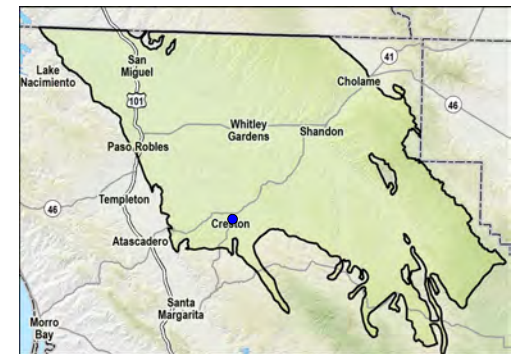 San
Miguel
41
Lake
Nacimiento
Cholame
101
46
Whitley
Gardens
Shandon
Paso Robles
Templeton
46
Creston
Atascadero
Santa
Margarita
Morro
Bay